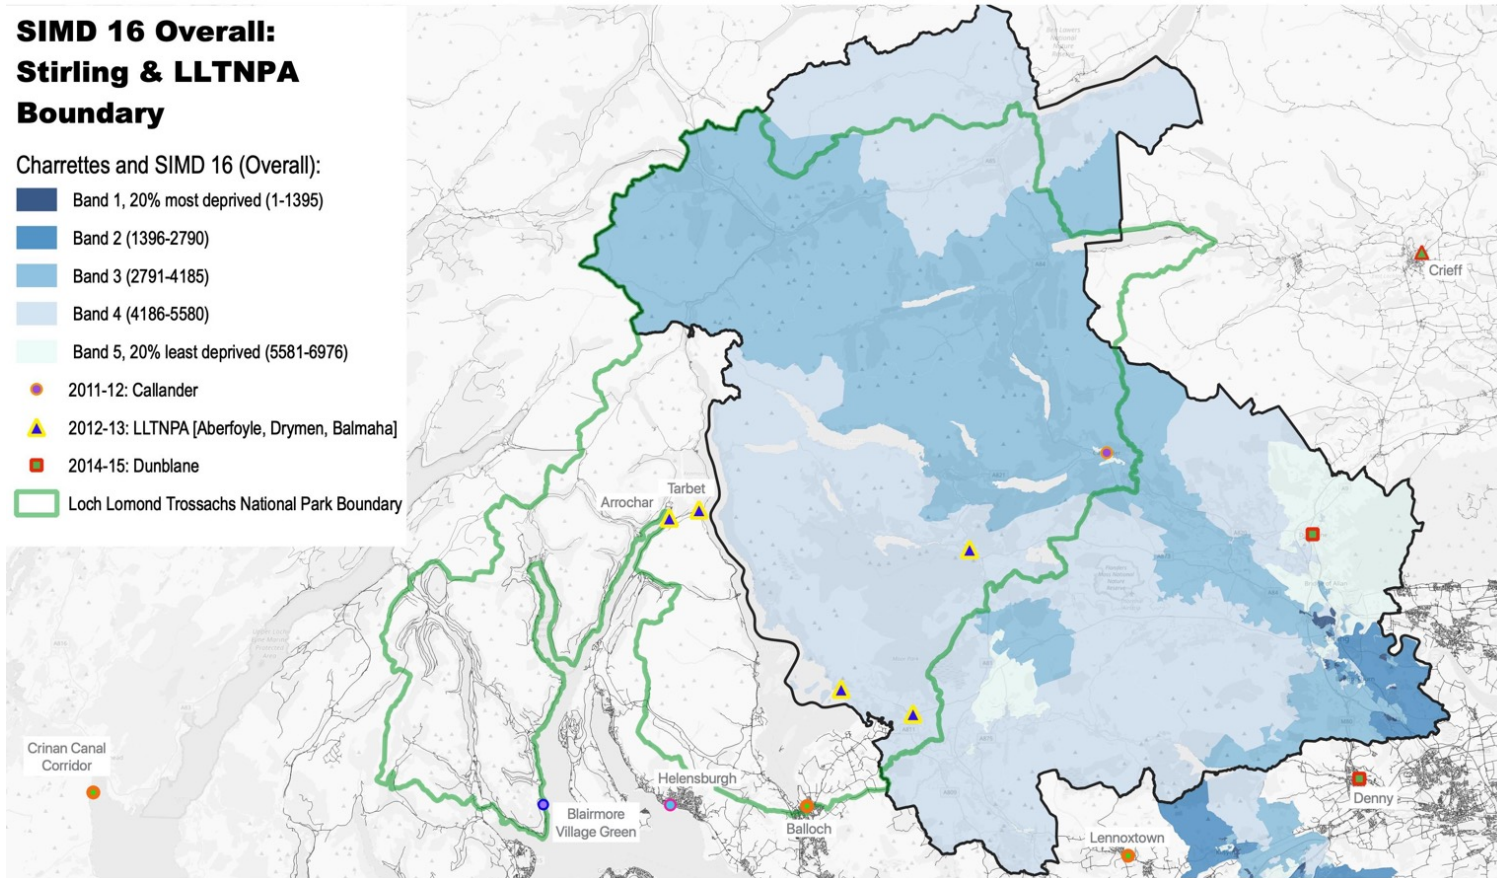 SIMD 16 Overall:
Stirling & LLTNPA
Boundary
Charrettes and SIMD 16 (Overall):
Band 1, 20% most deprived (1-1395)
Band 2 (1396-2790)
Band 3 (2791-4185)
Band 4 (4186-5580)
Band 5, 20% least deprived (5581-6976)
2011-12: Callander
2012-13: LLTNPA [Aberfoyle, Drymen, Balmaha]
2014-15: Dunblane
Loch Lomond Trossachs National Park Boundary
Crieff
Tarbet
Arrochar
Crinan Canal
Corridor
Helensburgh
Blairmore
Village Green
Balloch
Denny
Lennoxtown